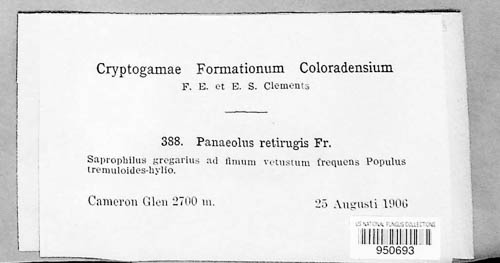 Cryptogamae Formationum Coloradensium
F. E. et E. S. Clements
388. Panaeolus retirugis Fr.
Saprophilus gregarius ad fimum vetustum frequens Populus
tremuloides-hylio.
Cameron Glen 2700 m. 25 Augusti 1906
US NATIONAL FUNGUS COLLECTIONS
950693